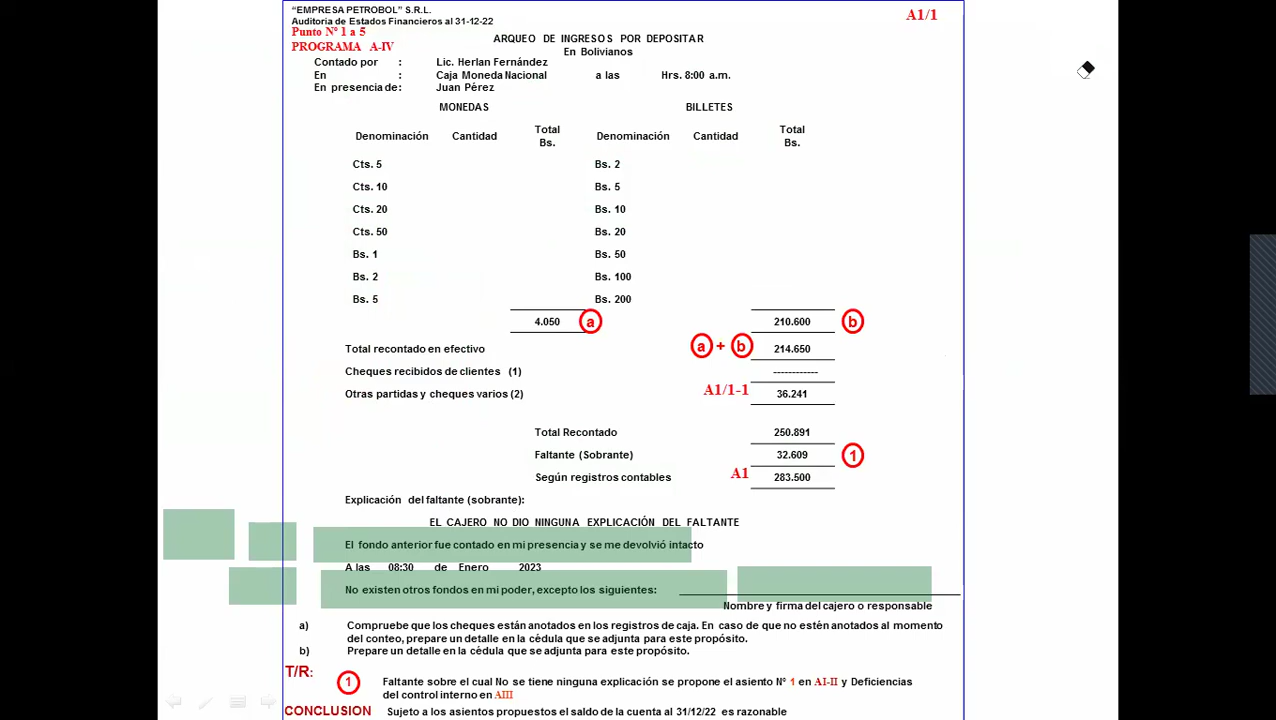 "EMPRESA PETROBOL" S.R.L.
A1/1
Auditoria de Estados Financieros al 31-12-22
Punto Nº 1 a 5
PROGRAMA A-IV
ARQUEO DE INGRESOS POR DEPOSITAR
En Bolivianos
Contado por : Lic. Herlan Fernández
En : Caja Moneda Nacional a las Hrs. 8:00 a.m.
En presencia de: Juan Pérez
MONEDAS BILLETES
Denominación Cantidad Total Bs. Denominación Cantidad Total Bs.
Cts. 5 Bs. 2
Cts. 10 Bs. 5
Cts. 20 Bs. 10
Cts. 50 Bs. 20
Bs. 1 Bs. 50
Bs. 2 Bs. 100
Bs. 5 Bs. 200
4.050 a 210.600 b
Total recontado en efectivo a + b 214.650
Cheques recibidos de clientes (1) ------------
Otras partidas y cheques varios (2) A1/1-1 36.241
Total Recontado 250.891
Faltante (Sobrante) 32.609 1
Según registros contables A1 283.500
Explicación del faltante (sobrante):
EL CAJERO NO DIO NINGUNA EXPLICACIÓN DEL FALTANTE
El fondo anterior fue contado en mi presencia y se me devolvió intacto
A las 08:30 de Enero 2023
No existen otros fondos en mi poder, excepto los siguientes:
Nombre y firma del cajero o responsable
a) Compruebe que los cheques están anotados en los registros de caja. En caso de que no estén anotados al momento
del conteo, prepare un detalle en la cédula que se adjunta para este propósito.
b) Prepare un detalle en la cédula que se adjunta para este propósito.
T/R:
1 Faltante sobre el cual No se tiene ninguna explicación se propone el asiento N° 1 en AI-II y Deficiencias
del control interno en AIII
CONCLUSION Sujeto a los asientos propuestos el saldo de la cuenta al 31/12/22 es razonable